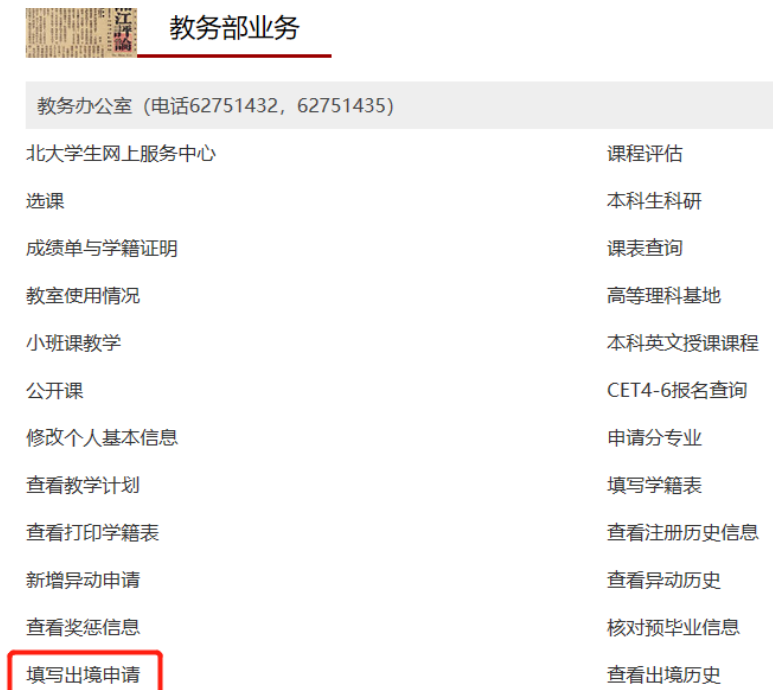 江評論
教务部业务
教务办公室（电话62751432，62751435）
北大学生网上服务中心
课程评估
选课
本科生科研
成绩单与学籍证明
课表查询
教室使用情况
高等理科基地
小班课教学
本科英文授课课程
公开课
CET4-6报名查询
修改个人基本信息
申请分专业
查看教学计划
填写学籍表
查看打印学籍表
查看注册历史信息
新增异动申请
查看异动历史
查看奖惩信息
核对预毕业信息
填写出境申请
查看出境历史